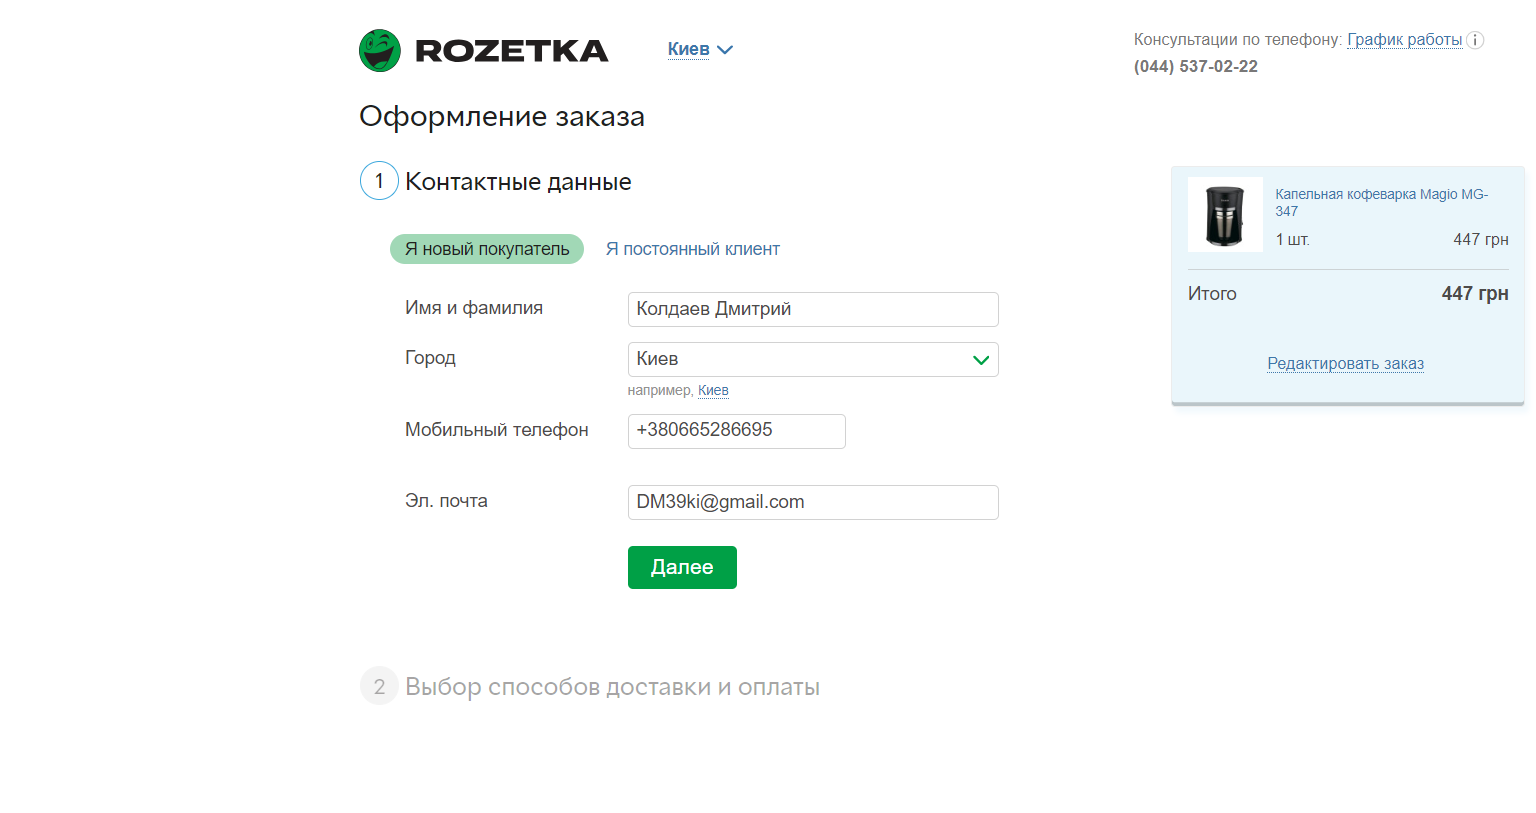 ROZETKA
Киев
Консультации по телефону: График работы
(044) 537-02-22
Оформление заказа
1 Контактные данные
Я новый покупатель Я постоянный клиент
Имя и фамилия Колдаев Дмитрий
Город Киев
например, Киев
Мобильный телефон +380665286695
Эл. почта DM39ki@gmail.com
Далее
2 Выбор способов доставки и оплаты
Капельная кофеварка Magio MG-
347
1 шт. 447 грн
Итого 447 грн
Редактировать заказ